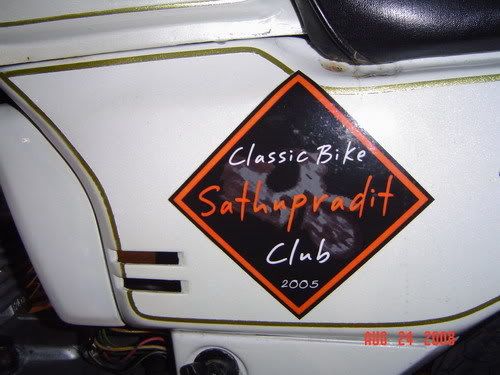 Classic Bike
Sathupradit
Club
2005
AUG 24 2008